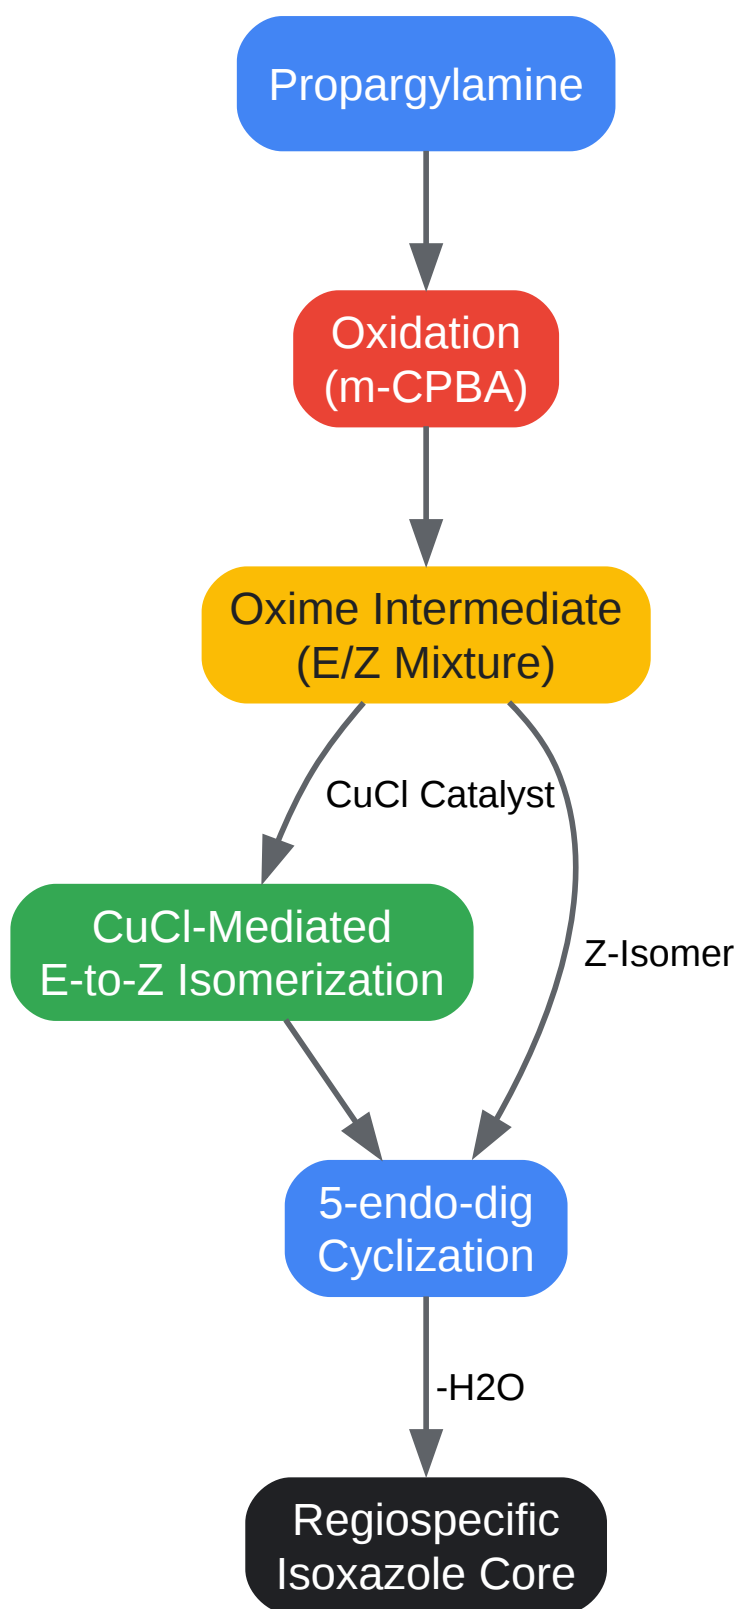 Propargylamine
Oxidation
(m-CPBA)
Oxime Intermediate
(E/Z Mixture)
CuCl Catalyst
CuCl-Mediated
E-to-Z Isomerization
Z-Isomer
5-endo-dig
Cyclization
-H2O
Regiospecific
Isoxazole Core